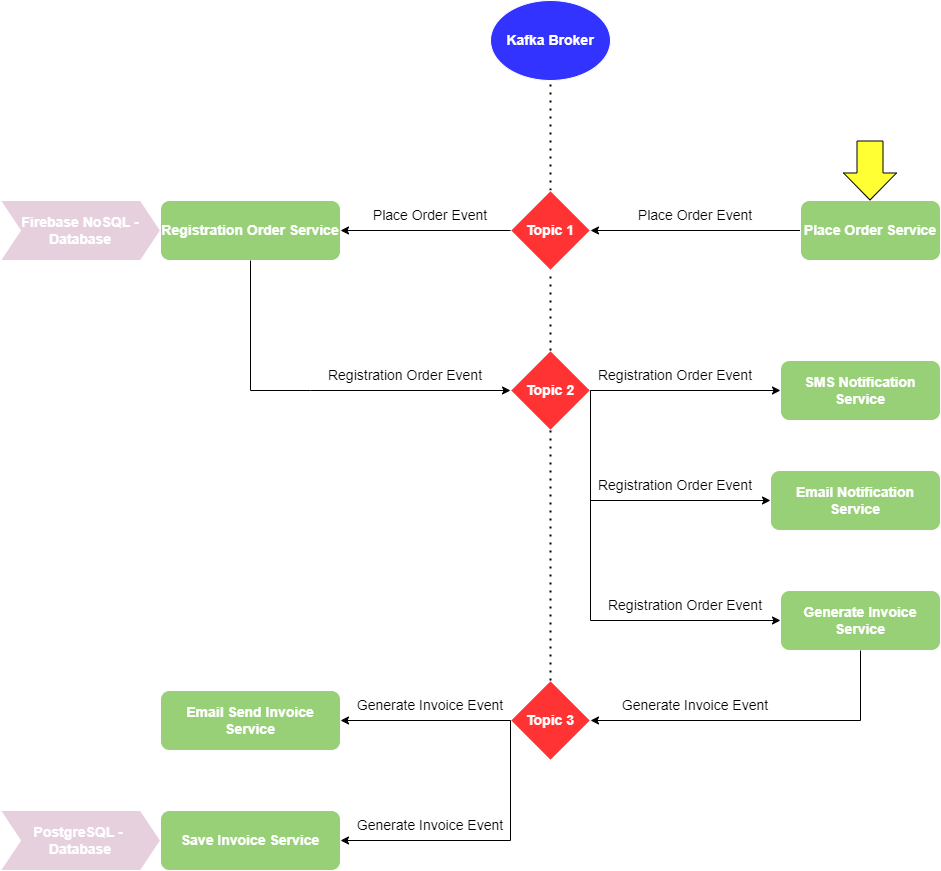 Kafka Broker
Firebase NoSQL -
Database
Registration Order Service
Place Order Event
Topic 1
Place Order Event
Place Order Service
Registration Order Event
Topic 2
Registration Order Event
SMS Notification
Service
Registration Order Event
Email Notification
Service
Registration Order Event
Generate Invoice
Service
Email Send Invoice
Service
Generate Invoice Event
Topic 3
Generate Invoice Event
PostgreSQL -
Database
Save Invoice Service
Generate Invoice Event